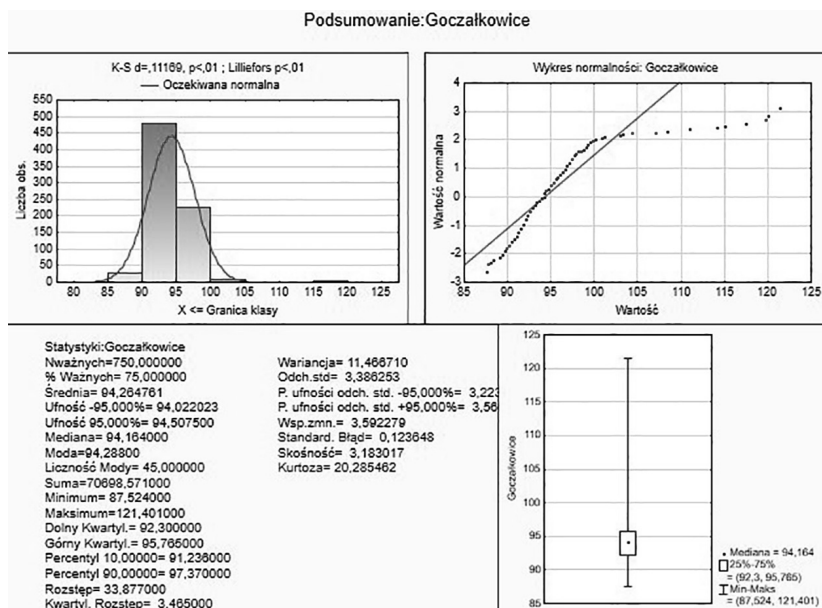 Podsumowanie:Goczałkowice
K-S d=,11169, p<,01 ; Lilliefors p<,01
Oczekiwana normalna
Liczba obs.
550
500
450
400
350
300
250
200
150
100
50
0
80 85 90 95 100 105 110 115 120 125
X <= Granica klasy
Wykres normalności: Goczałkowice
Wartość normalna
4
3
2
1
0
-1
-2
-3
85 90 95 100 105 110 115 120 125
Wartość
Statystyki:Goczałkowice
Nważnych=750,000000
% Ważnych= 75,000000
Średnia= 94,264761
Ufność -95,000%= 94,022023
Ufność 95,000%= 94,507500
Mediana= 94,164000
Moda=94,28800
Liczność Mody= 45,000000
Suma=70698,571000
Minimum= 87,524000
Maksimum=121,401000
Dolny Kwartyl.= 92,300000
Górny Kwartyl.= 95,765000
Percentyl 10,00000= 91,236000
Percentyl 90,00000= 97,370000
Rozstęp= 33,877000
Kwartyl. Rozstęp= 3,465000
Wariancja= 11,466710
Odch.std= 3,386253
P. ufności odch. std. -95,000%= 3,223
P. ufności odch. std. +95,000%= 3,56
Wsp.zmn.= 3,592279
Standard. Błąd= 0,123648
Skośność= 3,183017
Kurtoza= 20,285462
Goczałkowice
125
120
115
110
105
100
95
90
85
Mediana = 94,164
25%-75%
= (92,3, 95,765)
Min-Maks
= (87,524, 121,401)